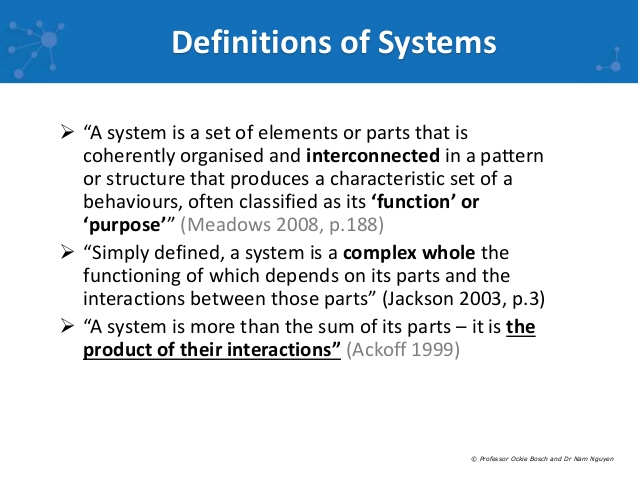 Definitions of Systems
➢ “A system is a set of elements or parts that is
coherently organised and interconnected in a pattern
or structure that produces a characteristic set of a
behaviours, often classified as its ‘function’ or
‘purpose’” (Meadows 2008, p.188)
➢ “Simply defined, a system is a complex whole the
functioning of which depends on its parts and the
interactions between those parts” (Jackson 2003, p.3)
➢ “A system is more than the sum of its parts – it is the
product of their interactions” (Ackoff 1999)
© Professor Ockie Bosch and Dr Nam Nguyen